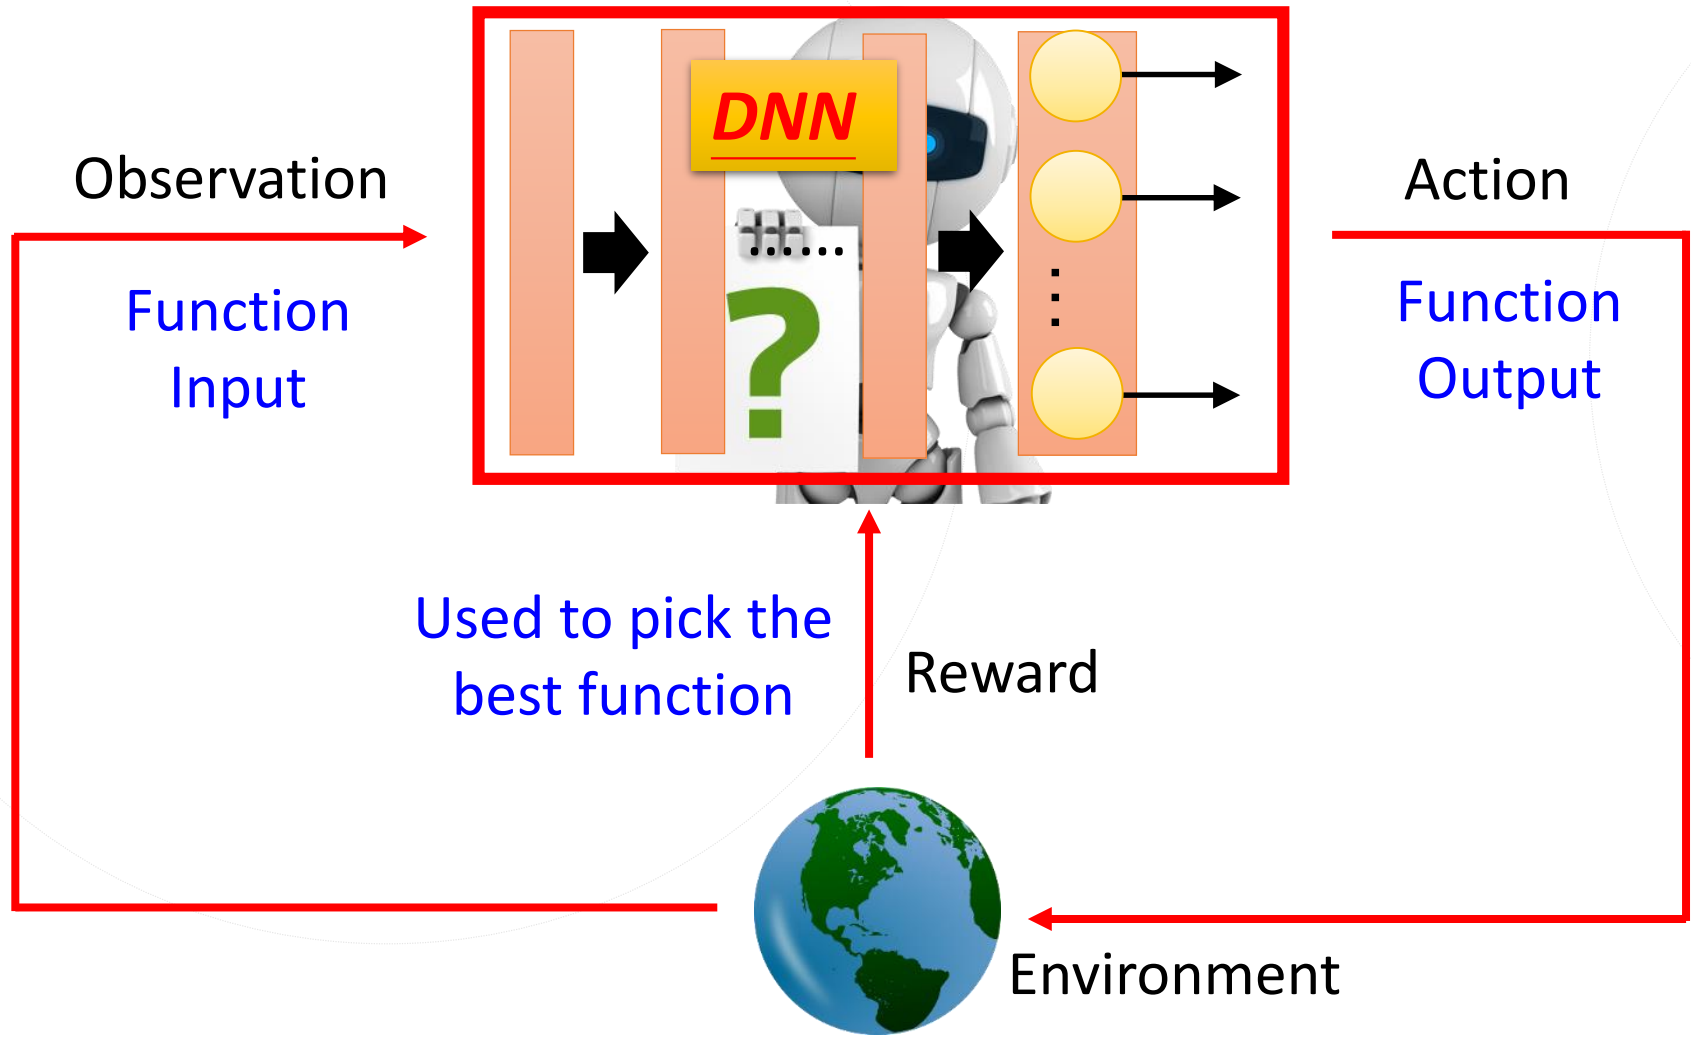 DNN
Observation
Action
......
Function
Input
?
Function
Output
Used to pick the
best function
Reward
Environment